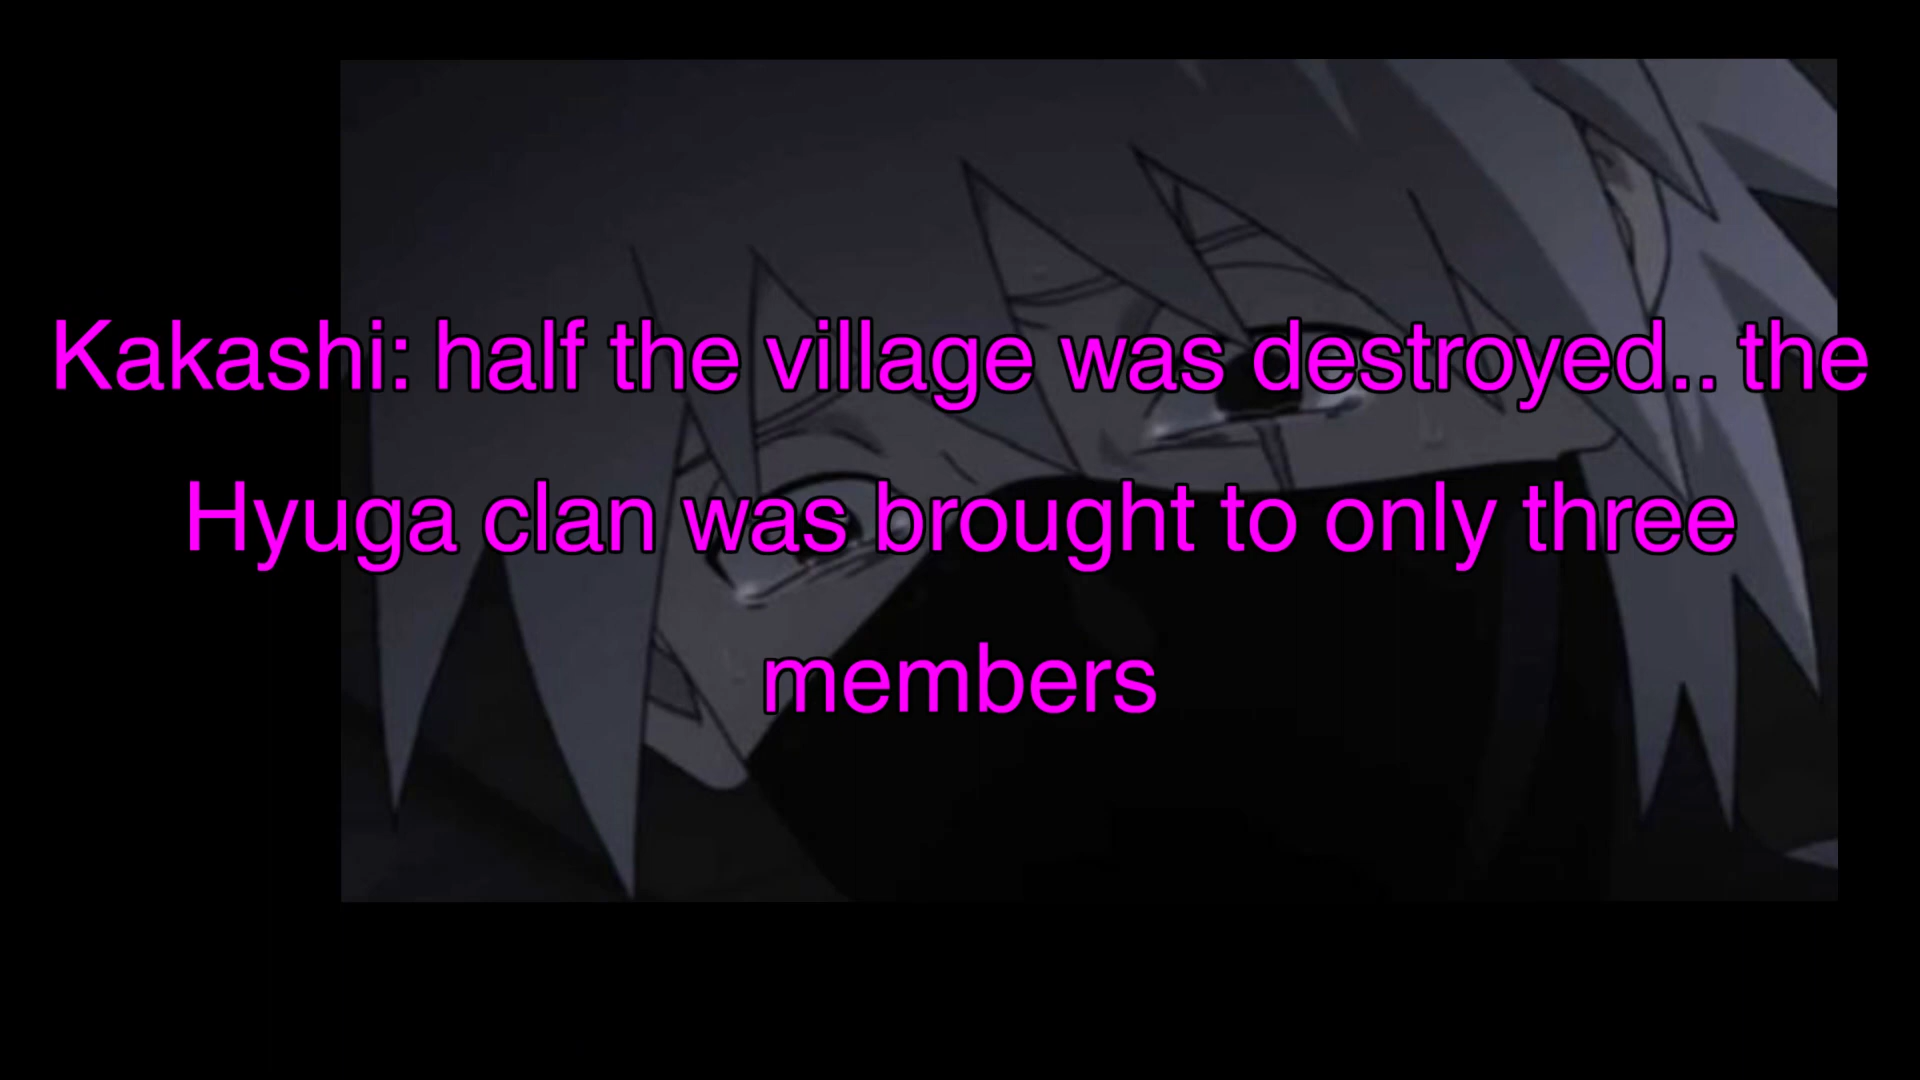 Kakashi: half the village was destroyed.. the
Hyuga clan was brought to only three
members